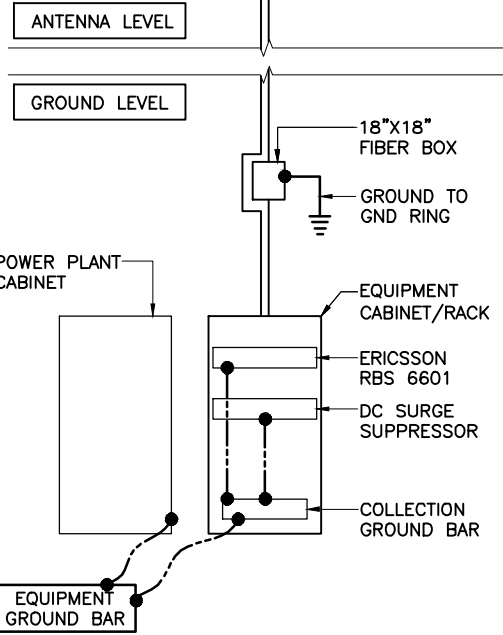 ANTENNA LEVEL
GROUND LEVEL
18"X18"
FIBER BOX
GROUND TO
GND RING
POWER PLANT
CABINET
EQUIPMENT
CABINET/RACK
ERICSSON
RBS 6601
DC SURGE
SUPPRESSOR
COLLECTION
GROUND BAR
EQUIPMENT
GROUND BAR